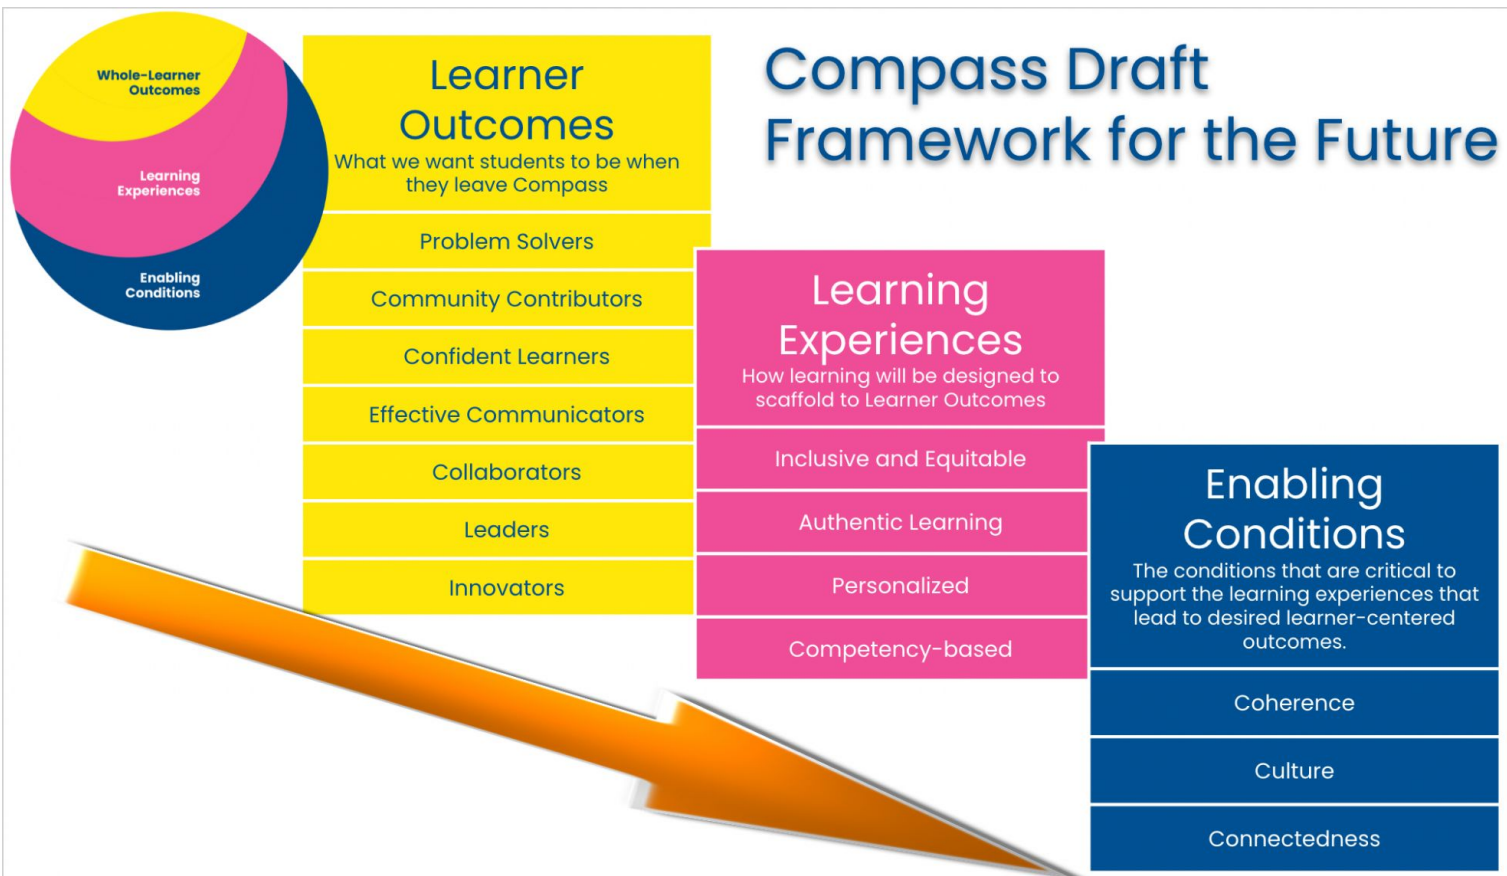 Whole-Learner
Outcomes
Learning
Experiences
Enabling
Conditions
Learner
Outcomes
What we want students to be when
they leave Compass
Problem Solvers
Community Contributors
Confident Learners
Effective Communicators
Collaborators
Leaders
Innovators
Compass Draft
Framework for the Future
Learning
Experiences
How learning will be designed to
scaffold to Learner Outcomes
Inclusive and Equitable
Authentic Learning
Personalized
Competency-based
Enabling
Conditions
The conditions that are critical to
support the learning experiences that
lead to desired learner-centered
outcomes.
Coherence
Culture
Connectedness